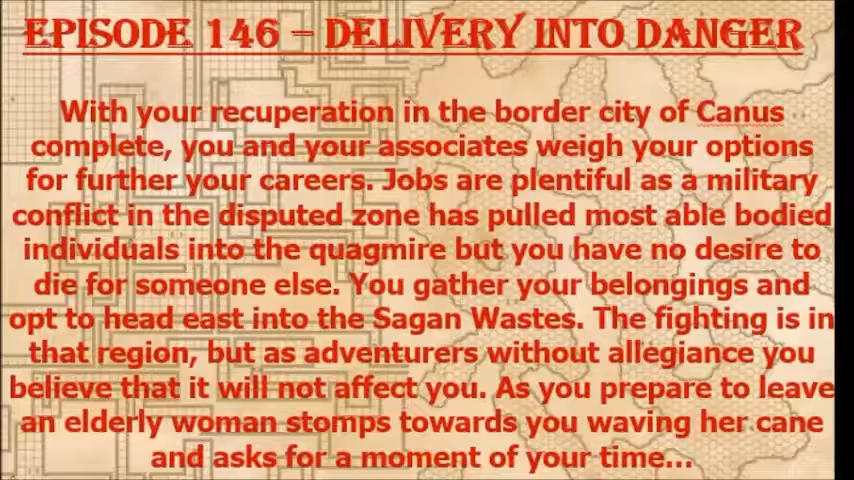 EPISODE 146 – DELIVERY INTO DANGER
With your recuperation in the border city of Canus
complete, you and your associates weigh your options
for further your careers. Jobs are plentiful as a military
conflict in the disputed zone has pulled most able bodied
individuals into the quagmire but you have no desire to
die for someone else. You gather your belongings and
opt to head east into the Sagan Wastes. The fighting is in
that region, but as adventurers without allegiance you
believe that it will not affect you. As you prepare to leave
an elderly woman stomps towards you waving her cane
and asks for a moment of your time...